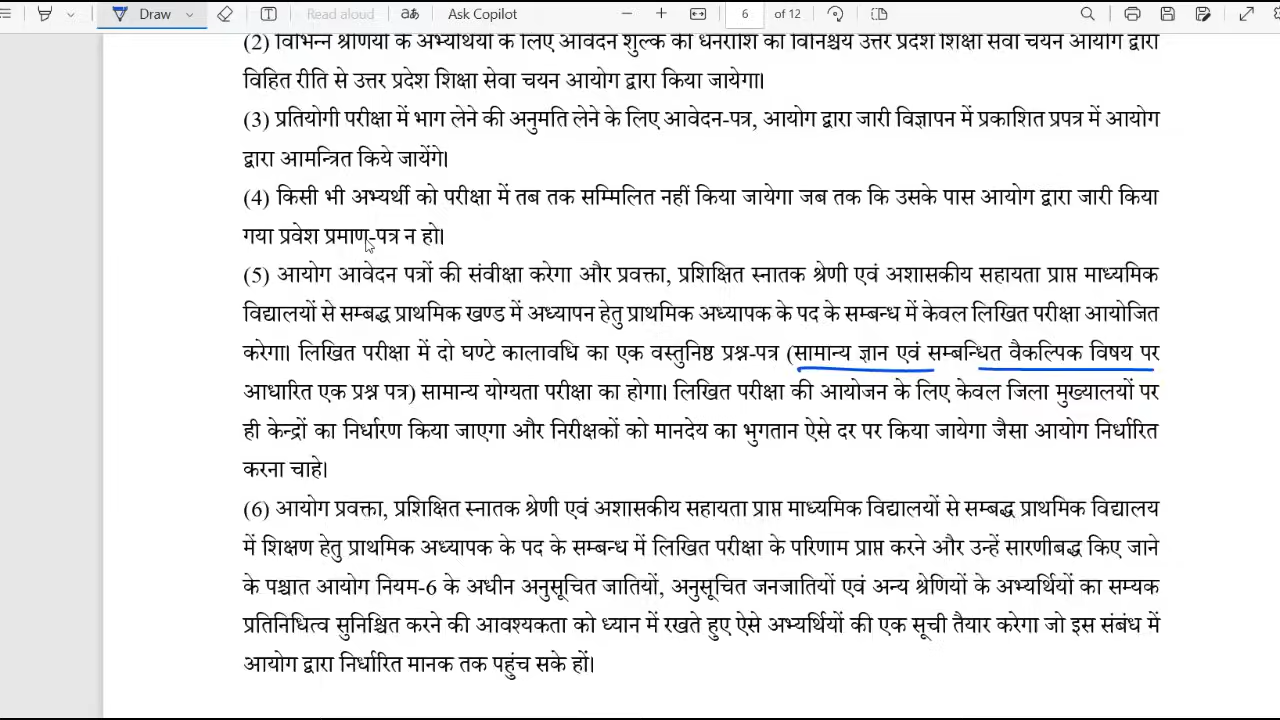 Draw
Read aloud
aあ
Ask Copilot
6
of 12
(2) विभिन्न श्रेणियों के अभ्यर्थियों के लिए आवेदन शुल्क की धनराशि का विनिश्चय उत्तर प्रदेश शिक्षा सेवा चयन आयोग द्वारा
विहित रीति से उत्तर प्रदेश शिक्षा सेवा चयन आयोग द्वारा किया जायेगा।
(3) प्रतियोगी परीक्षा में भाग लेने की अनुमति लेने के लिए आवेदन-पत्र, आयोग द्वारा जारी विज्ञापन में प्रकाशित प्रपत्र में आयोग
द्वारा आमन्त्रित किये जायेंगे।
(4) किसी भी अभ्यर्थी को परीक्षा में तब तक सम्मिलित नहीं किया जायेगा जब तक कि उसके पास आयोग द्वारा जारी किया
गया प्रवेश प्रमाण-पत्र न हो।
(5) आयोग आवेदन पत्रों की संवीक्षा करेगा और प्रवक्ता, प्रशिक्षित स्नातक श्रेणी एवं अशासकीय सहायता प्राप्त माध्यमिक
विद्यालयों से सम्बद्ध प्राथमिक खण्ड में अध्यापन हेतु प्राथमिक अध्यापक के पद के सम्बन्ध में केवल लिखित परीक्षा आयोजित
करेगा। लिखित परीक्षा में दो घण्टे कालावधि का एक वस्तुनिष्ठ प्रश्न-पत्र (सामान्य ज्ञान एवं सम्बन्धित वैकल्पिक विषय पर
आधारित एक प्रश्न पत्र) सामान्य योग्यता परीक्षा का होगा। लिखित परीक्षा की आयोजन के लिए केवल जिला मुख्यालयों पर
ही केन्द्रों का निर्धारण किया जाएगा और निरीक्षकों को मानदेय का भुगतान ऐसे दर पर किया जायेगा जैसा आयोग निर्धारित
करना चाहे।
(6) आयोग प्रवक्ता, प्रशिक्षित स्नातक श्रेणी एवं अशासकीय सहायता प्राप्त माध्यमिक विद्यालयों से सम्बद्ध प्राथमिक विद्यालय
में शिक्षण हेतु प्राथमिक अध्यापक के पद के सम्बन्ध में लिखित परीक्षा के परिणाम प्राप्त करने और उन्हें सारणीबद्ध किए जाने
के पश्चात आयोग नियम-6 के अधीन अनुसूचित जातियों, अनुसूचित जनजातियों एवं अन्य श्रेणियों के अभ्यर्थियों का सम्यक
प्रतिनिधित्व सुनिश्चित करने की आवश्यकता को ध्यान में रखते हुए ऐसे अभ्यर्थियों की एक सूची तैयार करेगा जो इस संबंध में
आयोग द्वारा निर्धारित मानक तक पहुंच सके हों।